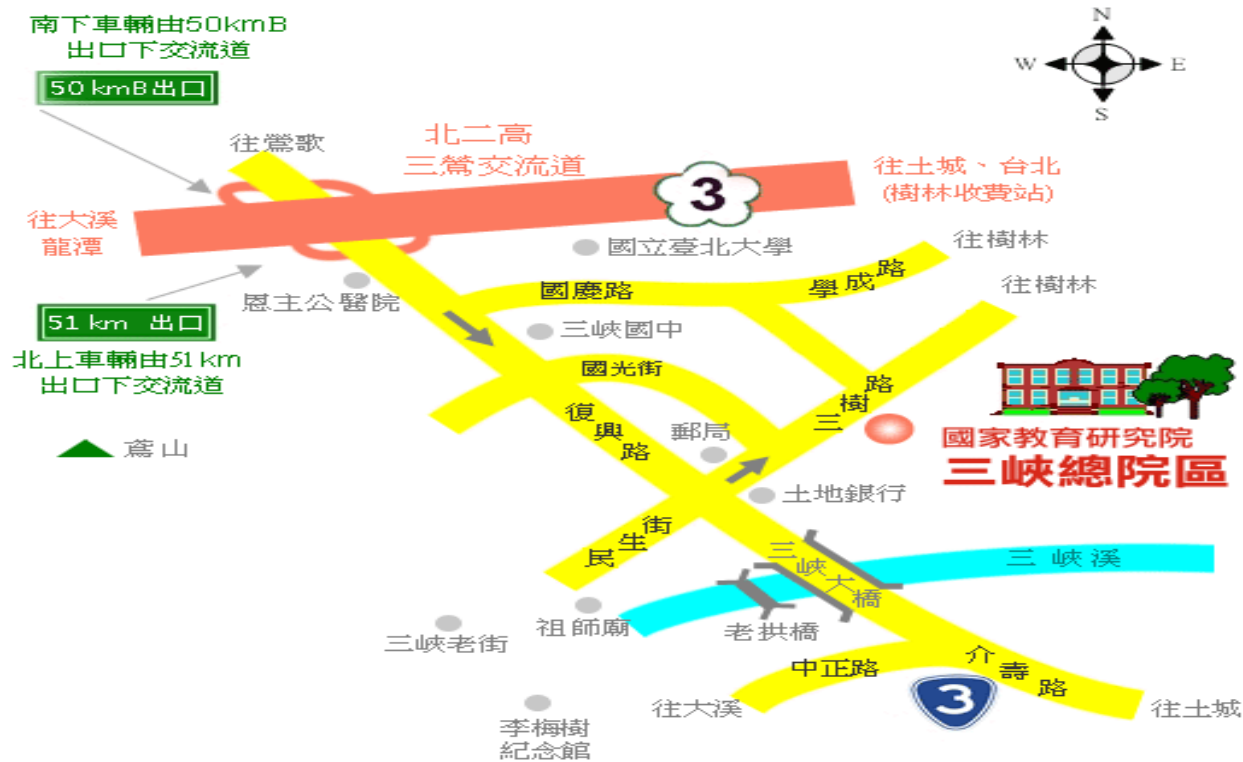 南下車輛由50kmB
出口下交流道
50 kmB出口
N
W
E
S
往鶯歌
北二高
三鶯交流道
往土城、台北
(樹林收費站)
3
往大溪
龍潭
國立臺北大學
往樹林
學成路
往樹林
恩主公醫院
國慶路
51 km 出口
三峽國中
北上車輛由51km
出口下交流道
國光街
復興路
三樹路
郵局
鳶山
國家教育研究院
三峽總院區
土地銀行
民生街
三峽大橋
三峽溪
祖師廟
老拱橋
三峽老街
中正路
介壽路
3
往大溪
往土城
李梅樹
紀念館